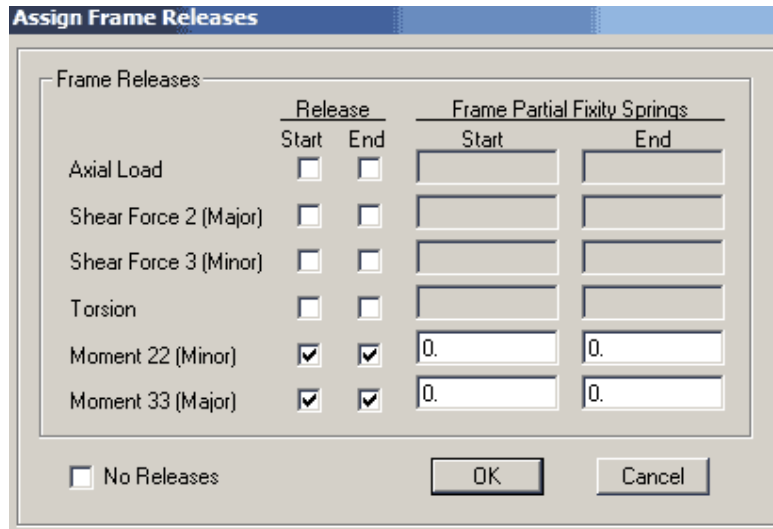 Assign Frame Releases
Frame Releases
Release Frame Partial Fixity Springs
Start End Start End
Axial Load
Shear Force 2 (Major)
Shear Force 3 (Minor)
Torsion
Moment 22 (Minor) 0. 0.
Moment 33 (Major) 0. 0.
No Releases OK Cancel